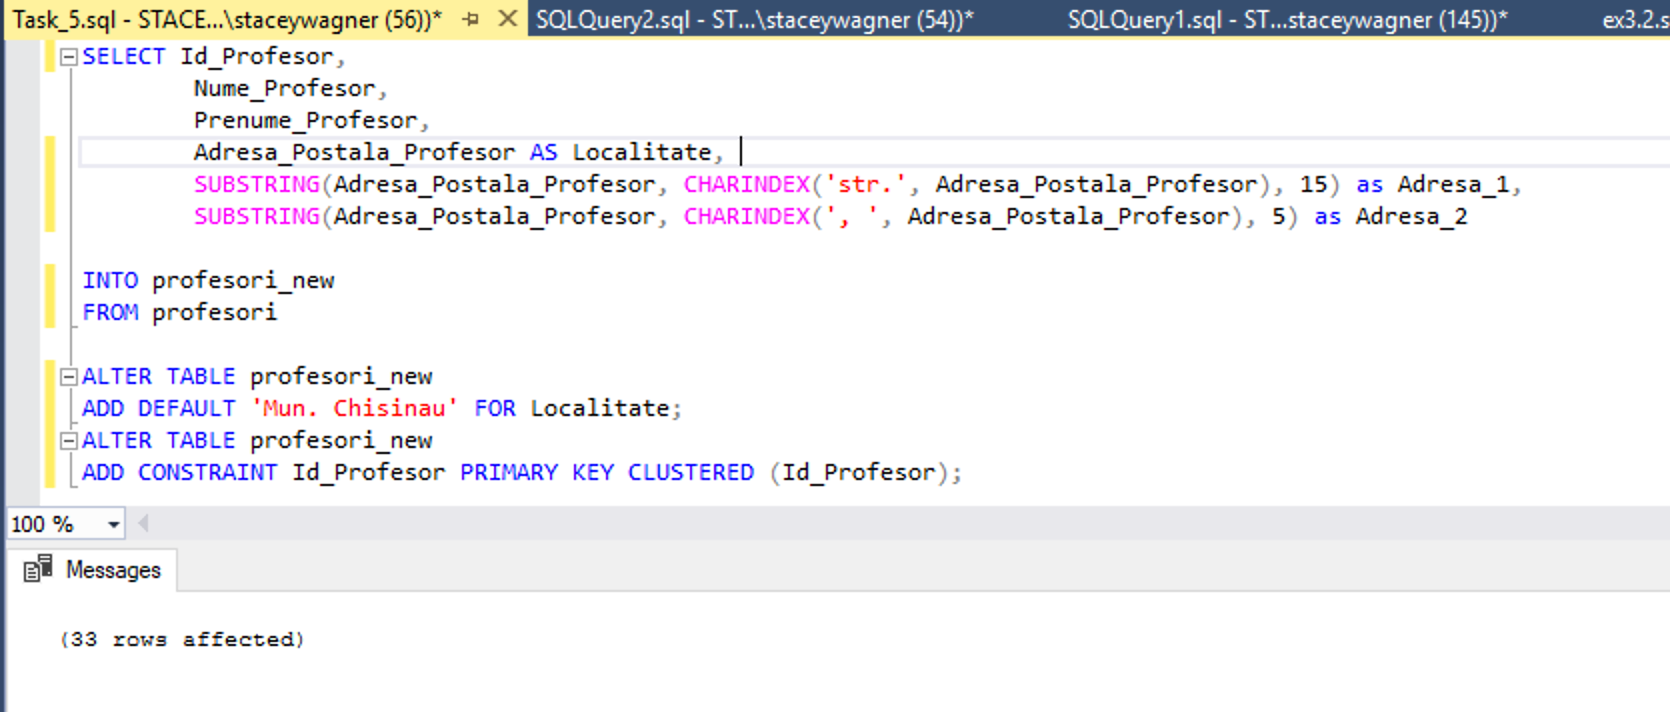 Task_5.sql - STACE...\staceywagner (56))* SQLQuery2.sql - ST...\staceywagner (54))* SQLQuery1.sql - ST...staceywagner (145))* ex3.2.s
SELECT Id_Profesor,
Nume_Profesor,
Prenume_Profesor,
Adresa_Postala_Profesor AS Localitate,
SUBSTRING(Adresa_Postala_Profesor, CHARINDEX('str.', Adresa_Postala_Profesor), 15) as Adresa_1,
SUBSTRING(Adresa_Postala_Profesor, CHARINDEX(', ', Adresa_Postala_Profesor), 5) as Adresa_2
INTO profesori_new
FROM profesori
ALTER TABLE profesori_new
ADD DEFAULT 'Mun. Chisinau' FOR Localitate;
ALTER TABLE profesori_new
ADD CONSTRAINT Id_Profesor PRIMARY KEY CLUSTERED (Id_Profesor);
100 %
Messages
(33 rows affected)